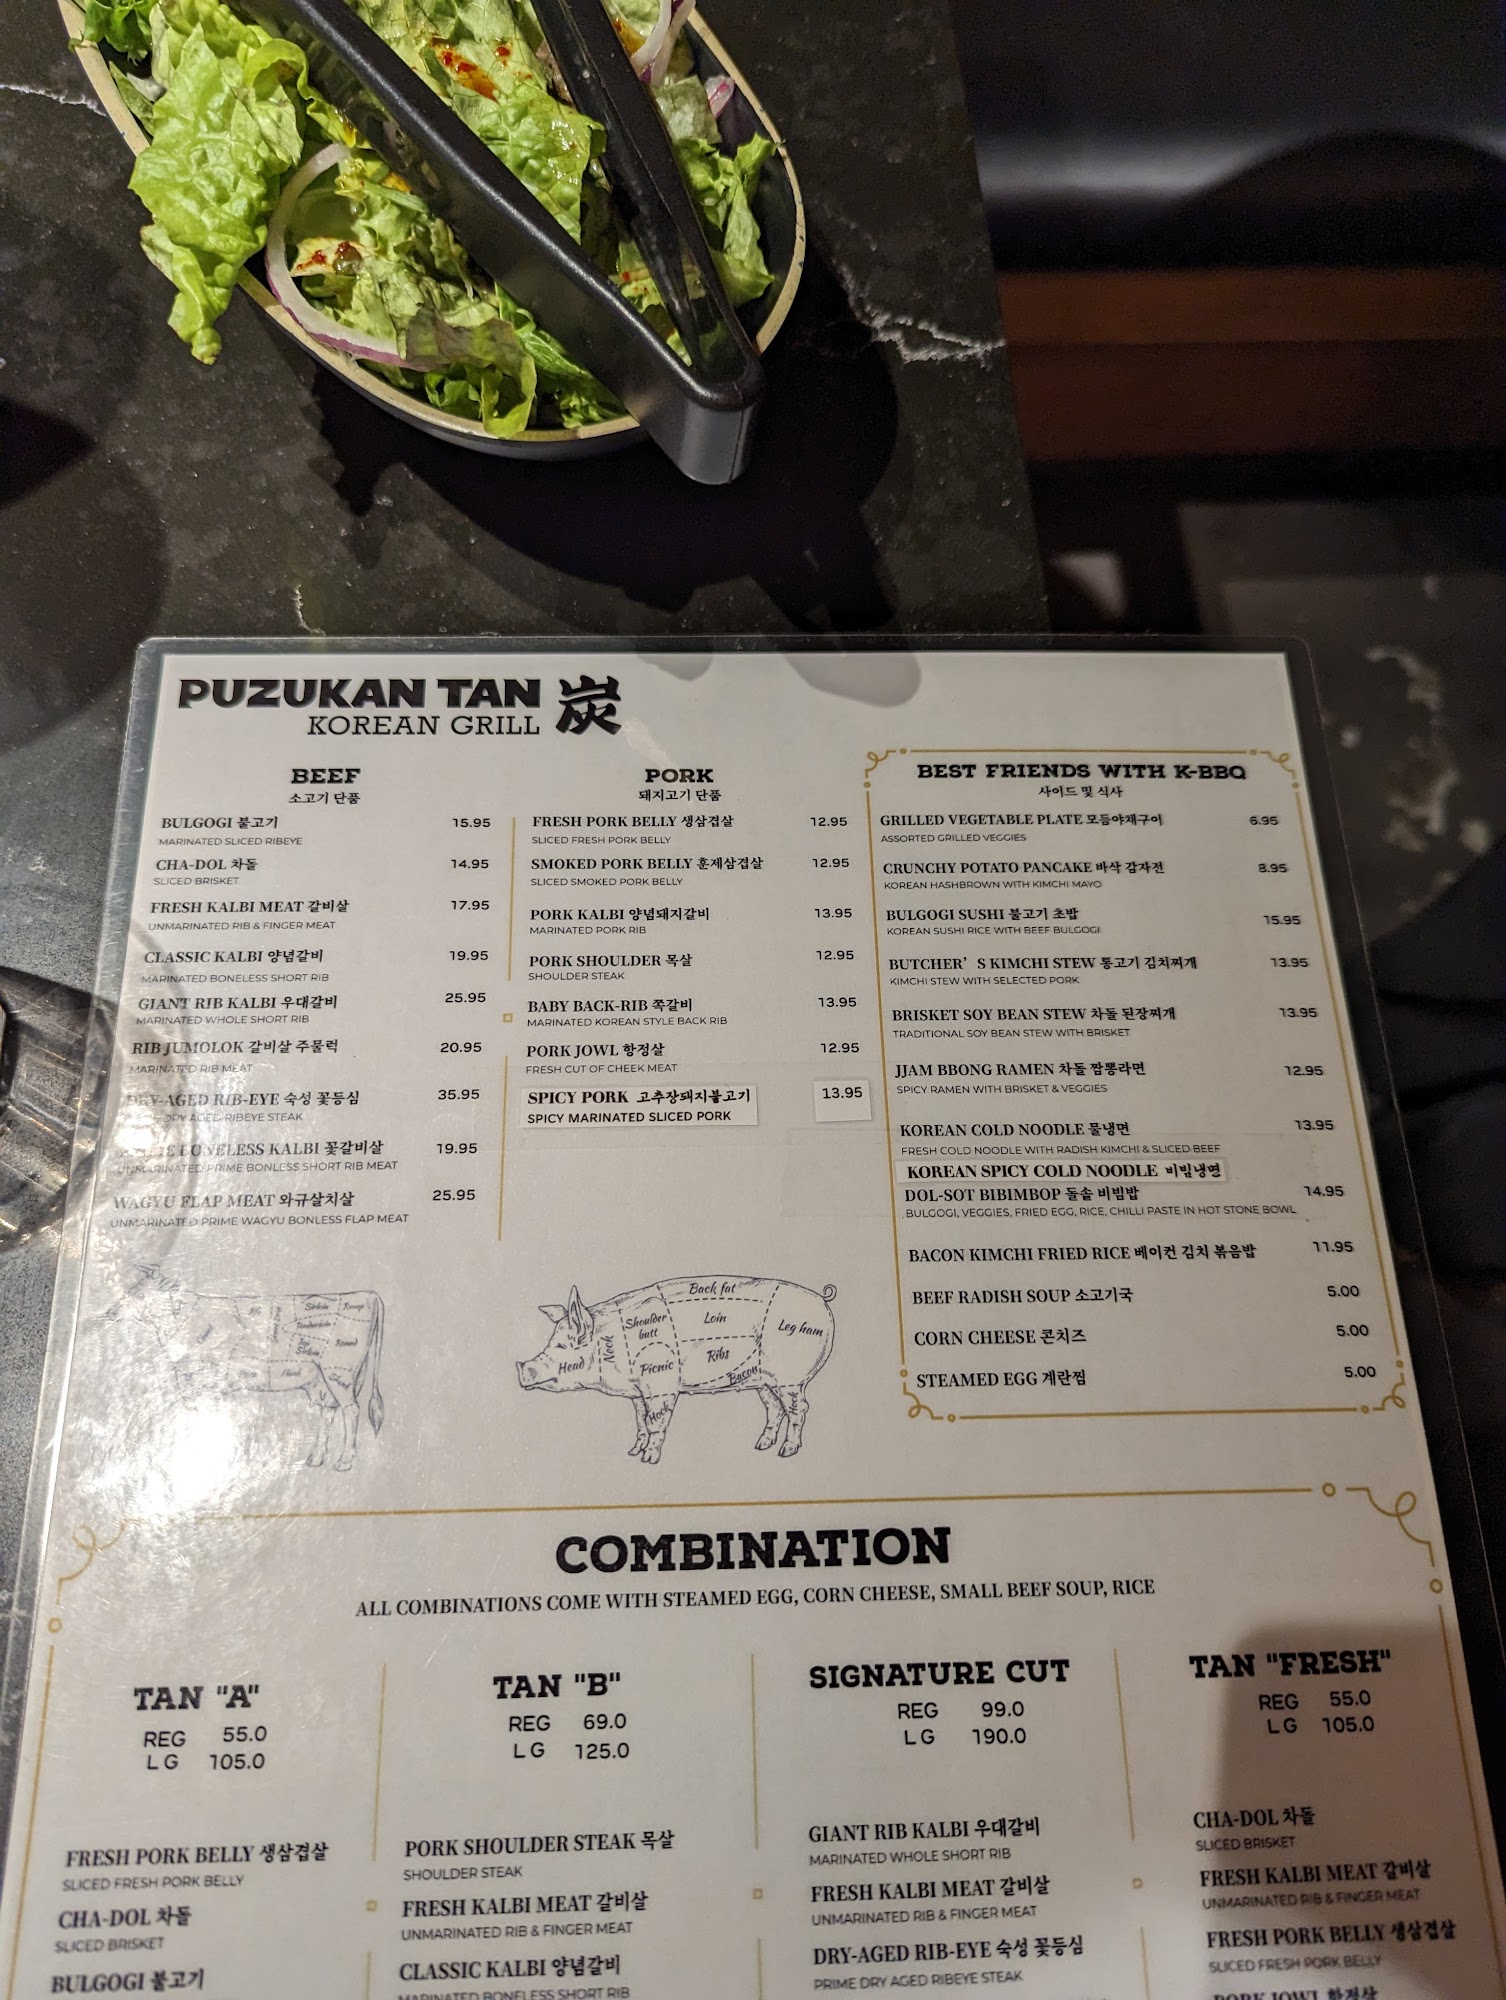 PUZUKAN TAN 炭
KOREAN GRILL
BEEF
소고기 단품
BULGOGI 불고기 15.95
MARINATED SLICED RIBEYE
CHA-DOL 차돌 14.95
SLICED BRISKET
FRESH KALBI MEAT 갈비살 17.95
UNMARINATED RIB & FINGER MEAT
CLASSIC KALBI 양념갈비 19.95
MARINATED BONELESS SHORT RIB
GIANT RIB KALBI 우대갈비 25.95
MARINATED WHOLE SHORT RIB
RIB JUMOLOK 갈비살 주물럭 20.95
MARINATED RIB MEAT
DRY-AGED RIB-EYE 숙성 꽃등심 35.95
DRY AGED RIBEYE STEAK
BONELESS KALBI 꽃갈비살 19.95
UNMARINATED PRIME BONLESS SHORT RIB MEAT
WAGYU FLAP MEAT 와규살치살 25.95
UNMARINATED PRIME WAGYU BONLESS FLAP MEAT
PORK
돼지고기 단품
FRESH PORK BELLY 생삼겹살 12.95
SLICED FRESH PORK BELLY
SMOKED PORK BELLY 훈제삼겹살 12.95
SLICED SMOKED PORK BELLY
PORK KALBI 양념돼지갈비 13.95
MARINATED PORK RIB
PORK SHOULDER 목살 12.95
SHOULDER STEAK
BABY BACK-RIB 쪽갈비 13.95
MARINATED KOREAN STYLE BACK RIB
PORK JOWL 항정살 12.95
FRESH CUT OF CHEEK MEAT
SPICY PORK 고추장돼지불고기 13.95
SPICY MARINATED SLICED PORK
BEST FRIENDS WITH K-BBQ
사이드 및 식사
GRILLED VEGETABLE PLATE 모듬야채구이 6.95
ASSORTED GRILLED VEGGIES
CRUNCHY POTATO PANCAKE 바삭 감자전 8.95
KOREAN HASHBROWN WITH KIMCHI MAYO
BULGOGI SUSHI 불고기 초밥 15.95
KOREAN SUSHI RICE WITH BEEF BULGOGI
BUTCHER'S KIMCHI STEW 통고기 김치찌개 13.95
KIMCHI STEW WITH SELECTED PORK
BRISKET SOY BEAN STEW 차돌 된장찌개 13.95
TRADITIONAL SOY BEAN STEW WITH BRISKET
JJAM BBONG RAMEN 차돌 짬뽕라면 12.95
SPICY RAMEN WITH BRISKET & VEGGIES
KOREAN COLD NOODLE 물냉면 13.95
FRESH COLD NOODLE WITH RADISH KIMCHI & SLICED BEEF
KOREAN SPICY COLD NOODLE 비빔냉면
DOL-SOT BIBIMBOP 돌솥 비빔밥 14.95
BULGOGI, VEGGIES, FRIED EGG, RICE, CHILLI PASTE IN HOT STONE BOWL
BACON KIMCHI FRIED RICE 베이컨 김치 볶음밥 11.95
BEEF RADISH SOUP 소고기국 5.00
CORN CHEESE 콘치즈 5.00
STEAMED EGG 계란찜 5.00
Sirloin
Rump
Tenderloin
Top Sirloin
Round
Shank
Head
Neck
Shoulder butt
Back fat
Loin
Leg ham
Picnic
Ribs
Bacon
Hock
Hock
COMBINATION
ALL COMBINATIONS COME WITH STEAMED EGG, CORN CHEESE, SMALL BEEF SOUP, RICE
TAN "A"
REG 55.0
LG 105.0
FRESH PORK BELLY 생삼겹살
SLICED FRESH PORK BELLY
CHA-DOL 차돌
SLICED BRISKET
BULGOGI 불고기
TAN "B"
REG 69.0
LG 125.0
PORK SHOULDER STEAK 목살
SHOULDER STEAK
FRESH KALBI MEAT 갈비살
UNMARINATED RIB & FINGER MEAT
CLASSIC KALBI 양념갈비
MARINATED BONELESS SHORT RIB
SIGNATURE CUT
REG 99.0
LG 190.0
GIANT RIB KALBI 우대갈비
MARINATED WHOLE SHORT RIB
FRESH KALBI MEAT 갈비살
UNMARINATED RIB & FINGER MEAT
DRY-AGED RIB-EYE 숙성 꽃등심
PRIME DRY AGED RIBEYE STEAK
TAN "FRESH"
REG 55.0
LG 105.0
CHA-DOL 차돌
SLICED BRISKET
FRESH KALBI MEAT 갈비살
UNMARINATED RIB & FINGER MEAT
FRESH PORK BELLY 생삼겹살
SLICED FRESH PORK BELLY
PORK JOWL 항정살